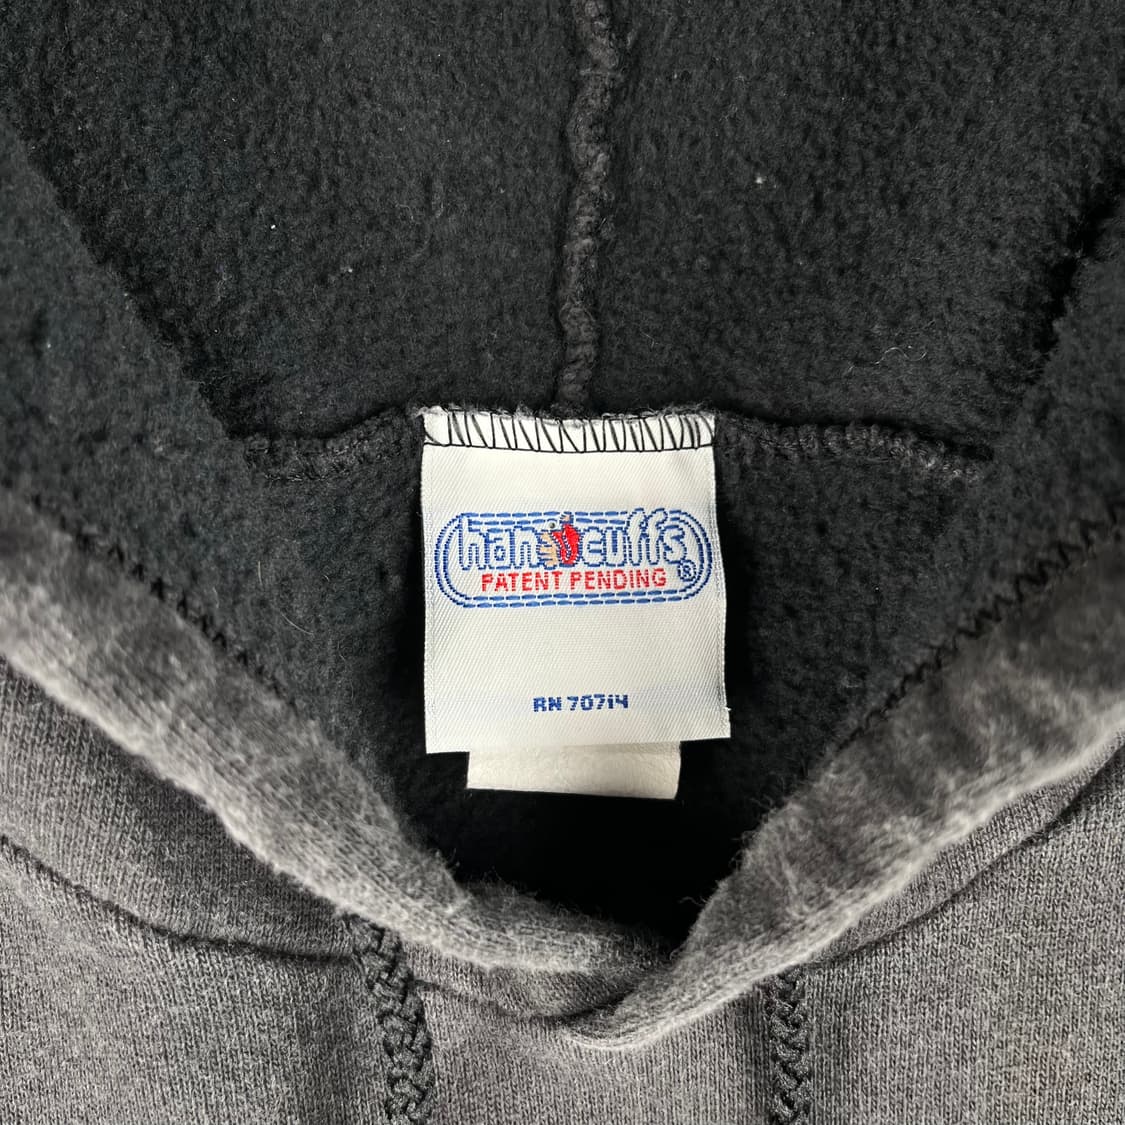 handcuffs®
PATENT PENDING
RN 70714